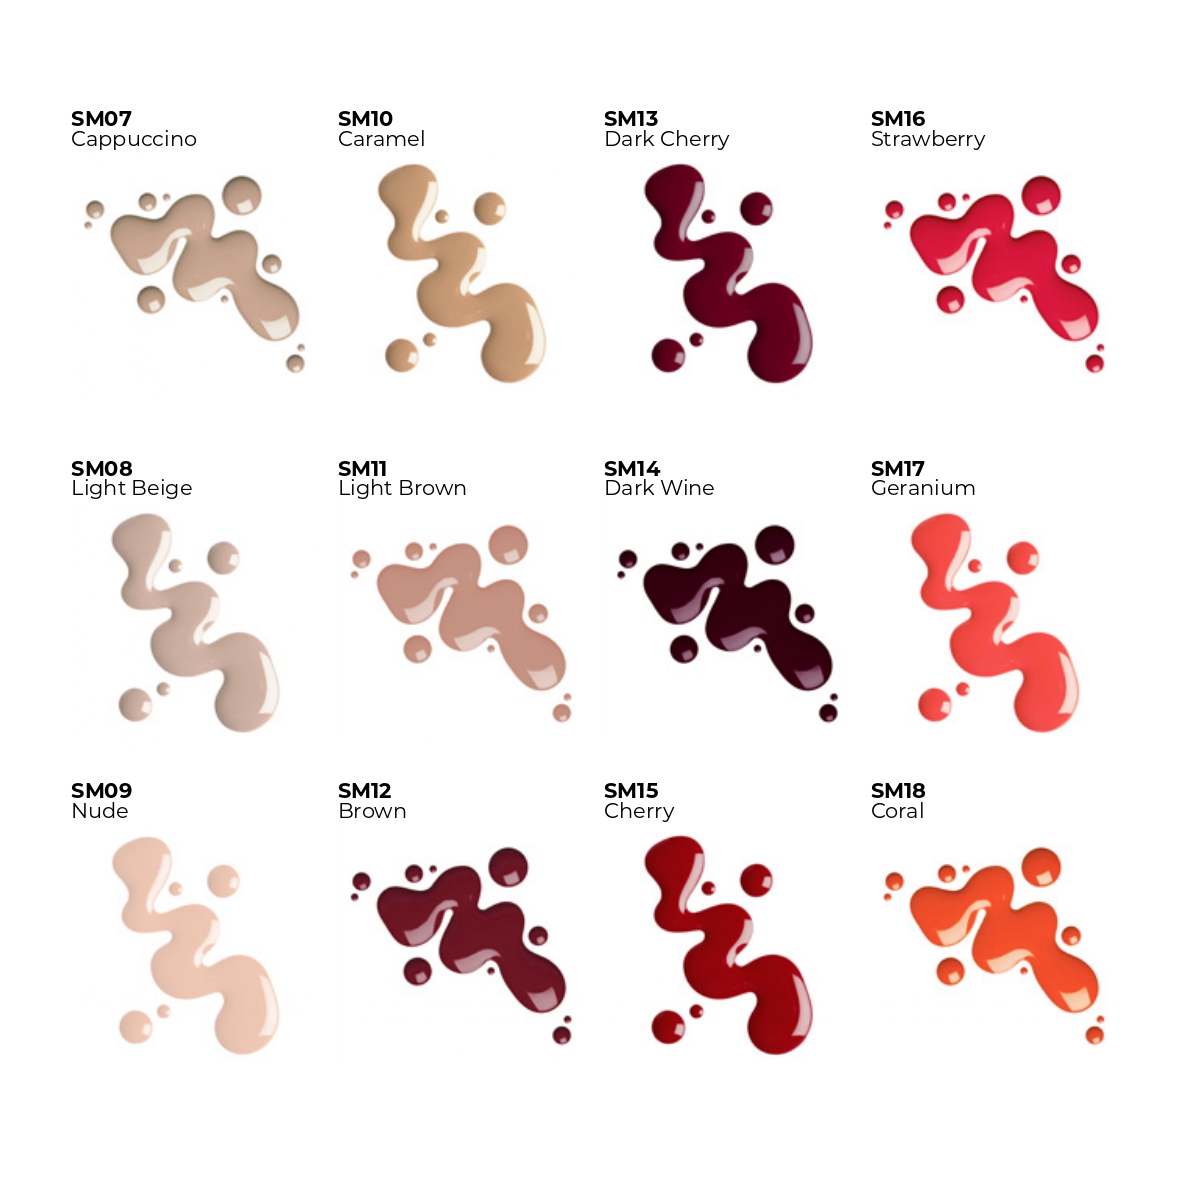 SM07
Cappuccino
SM10
Caramel
SM13
Dark Cherry
SM16
Strawberry
SM08
Light Beige
SM11
Light Brown
SM14
Dark Wine
SM17
Geranium
SM09
Nude
SM12
Brown
SM15
Cherry
SM18
Coral